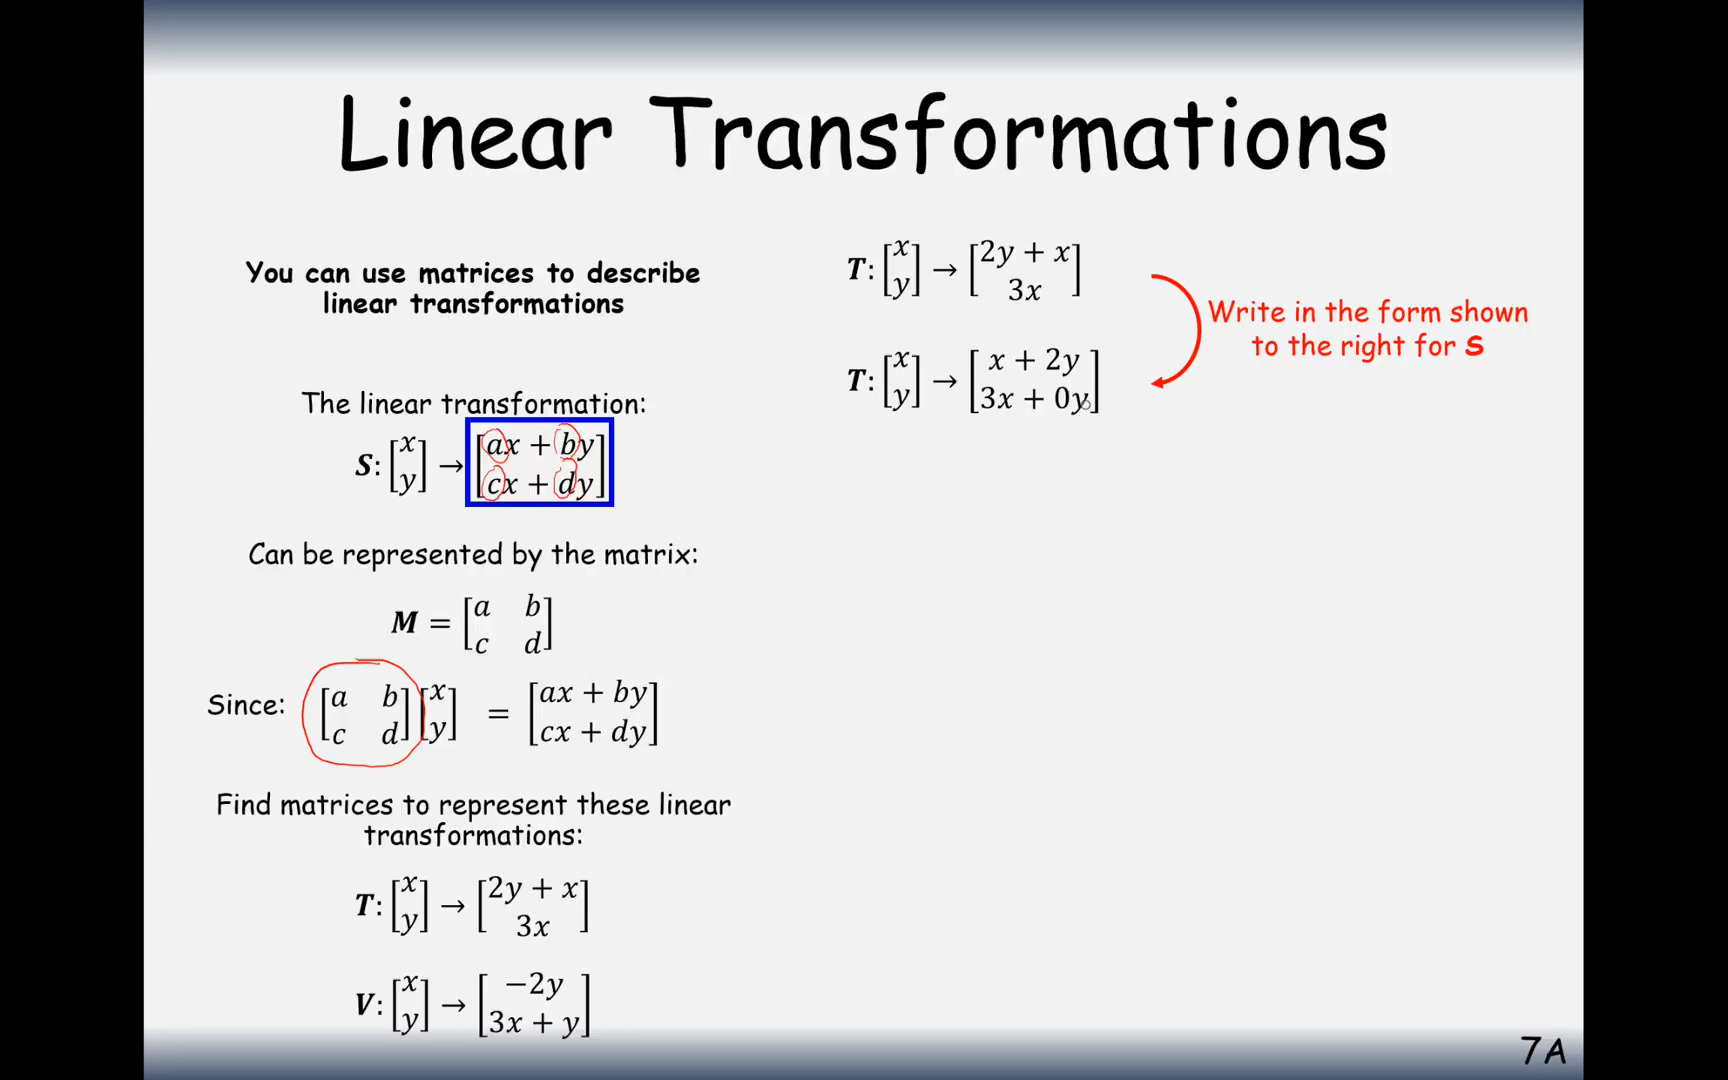 Linear Transformations
You can use matrices to describe
linear transformations
The linear transformation:
S: [x y] → [ax + by cx + dy]
Can be represented by the matrix:
M = [a b c d]
Since: [a b c d] [x y] = [ax + by cx + dy]
Find matrices to represent these linear
transformations:
T: [x y] → [2y + x 3x]
V: [x y] → [−2y 3x + y]
T: [x y] → [2y + x 3x]
T: [x y] → [x + 2y 3x + 0y]
Write in the form shown
to the right for S
7A